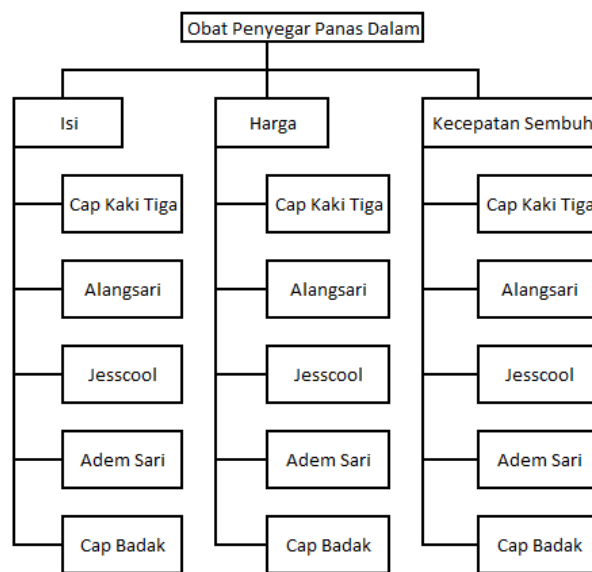 Obat Penyegar Panas Dalam
Isi
Harga
Kecepatan Sembuh
Cap Kaki Tiga
Cap Kaki Tiga
Cap Kaki Tiga
Alangsari
Alangsari
Alangsari
Jesscool
Jesscool
Jesscool
Adem Sari
Adem Sari
Adem Sari
Cap Badak
Cap Badak
Cap Badak